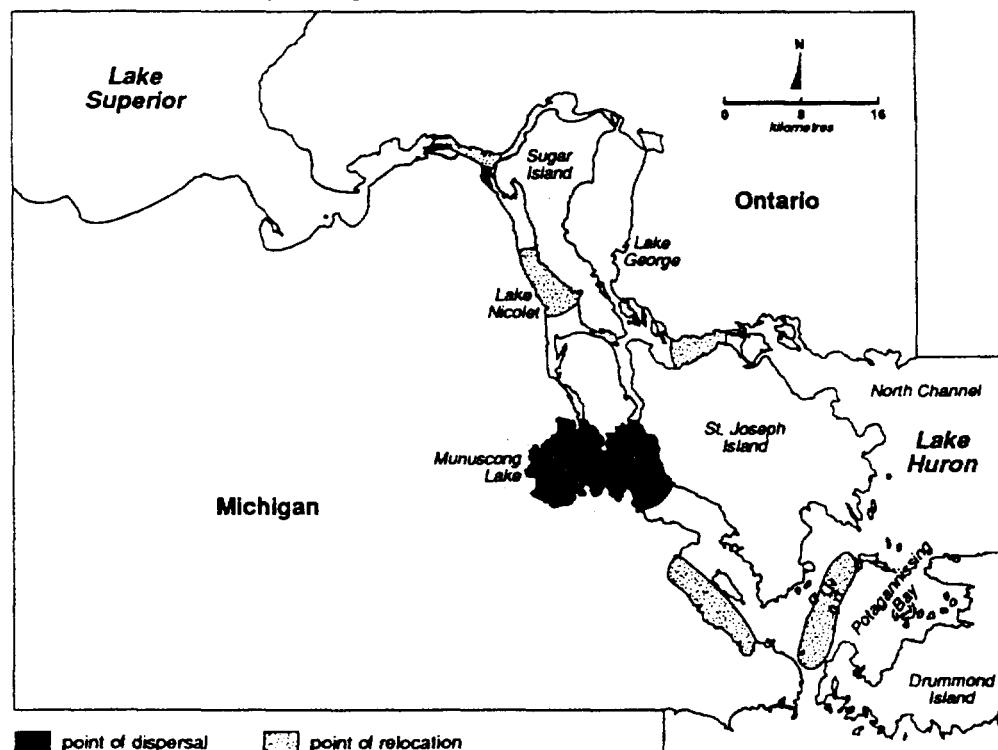 Lake
Superior
N
0 8 16
kilometres
Sugar
Island
Ontario
Lake
George
Lake
Nicolet
North Channel
St. Joseph
Island
Lake
Huron
Munuscong
Lake
Michigan
Potagannissing
Bay
Drummond
Island
point of dispersal
point of relocation